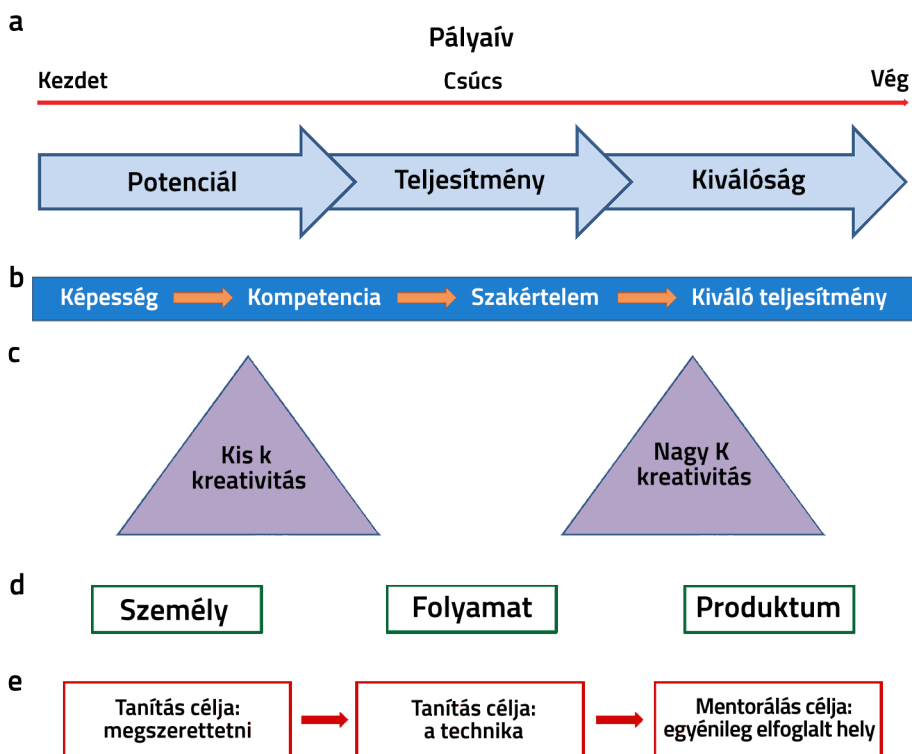 a
Pályaív
Kezdet Csúcs Vég
Potenciál Teljesítmény Kiválóság
b
Képesség Kompetencia Szakértelem Kiváló teljesítmény
c
Kis k
kreativitás
Nagy K
kreativitás
d
Személy Folyamat Produktum
e
Tanítás célja:
megszerettetni
Tanítás célja:
a technika
Mentorálás célja:
egyénileg elfoglalt hely